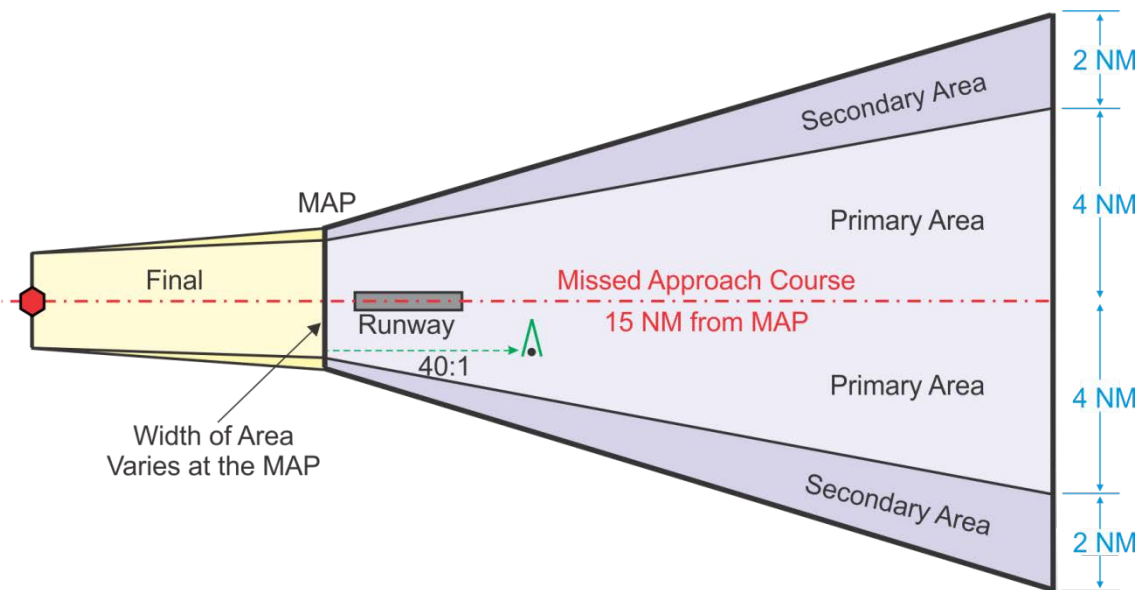 2 NM
Secondary Area
4 NM
MAP
Primary Area
Final
Missed Approach Course
15 NM from MAP
Runway
40:1
Primary Area
4 NM
Width of Area
Varies at the MAP
Secondary Area
2 NM